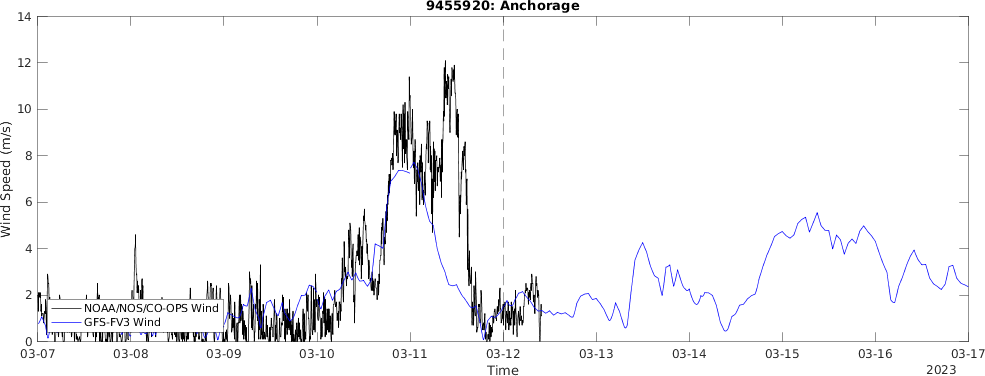 9455920: Anchorage
Wind Speed (m/s)
14
12
10
8
6
4
2
0
NOAA/NOS/CO-OPS Wind
GFS-FV3 Wind
03-07 03-08 03-09 03-10 03-11 03-12 03-13 03-14 03-15 03-16 03-17
Time
2023